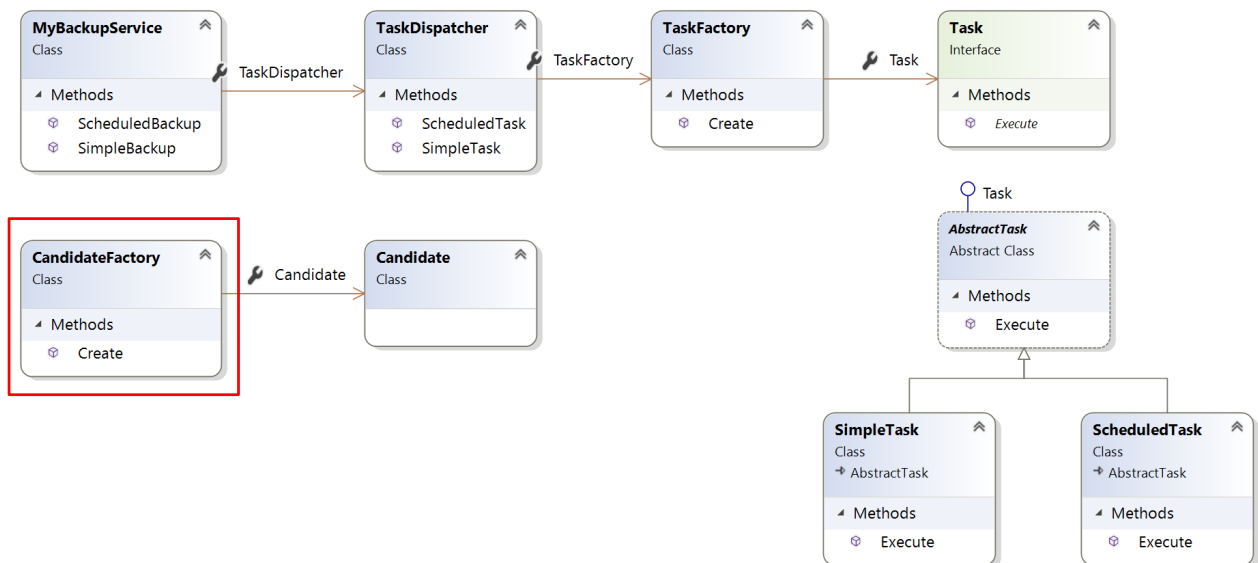 MyBackupService
Class
Methods
ScheduledBackup
SimpleBackup
TaskDispatcher
TaskDispatcher
Class
Methods
ScheduledTask
SimpleTask
TaskFactory
TaskFactory
Class
Methods
Create
Task
Task
Interface
Methods
Execute
CandidateFactory
Class
Methods
Create
Candidate
Candidate
Class
Task
AbstractTask
Abstract Class
Methods
Execute
SimpleTask
Class
AbstractTask
Methods
Execute
ScheduledTask
Class
AbstractTask
Methods
Execute